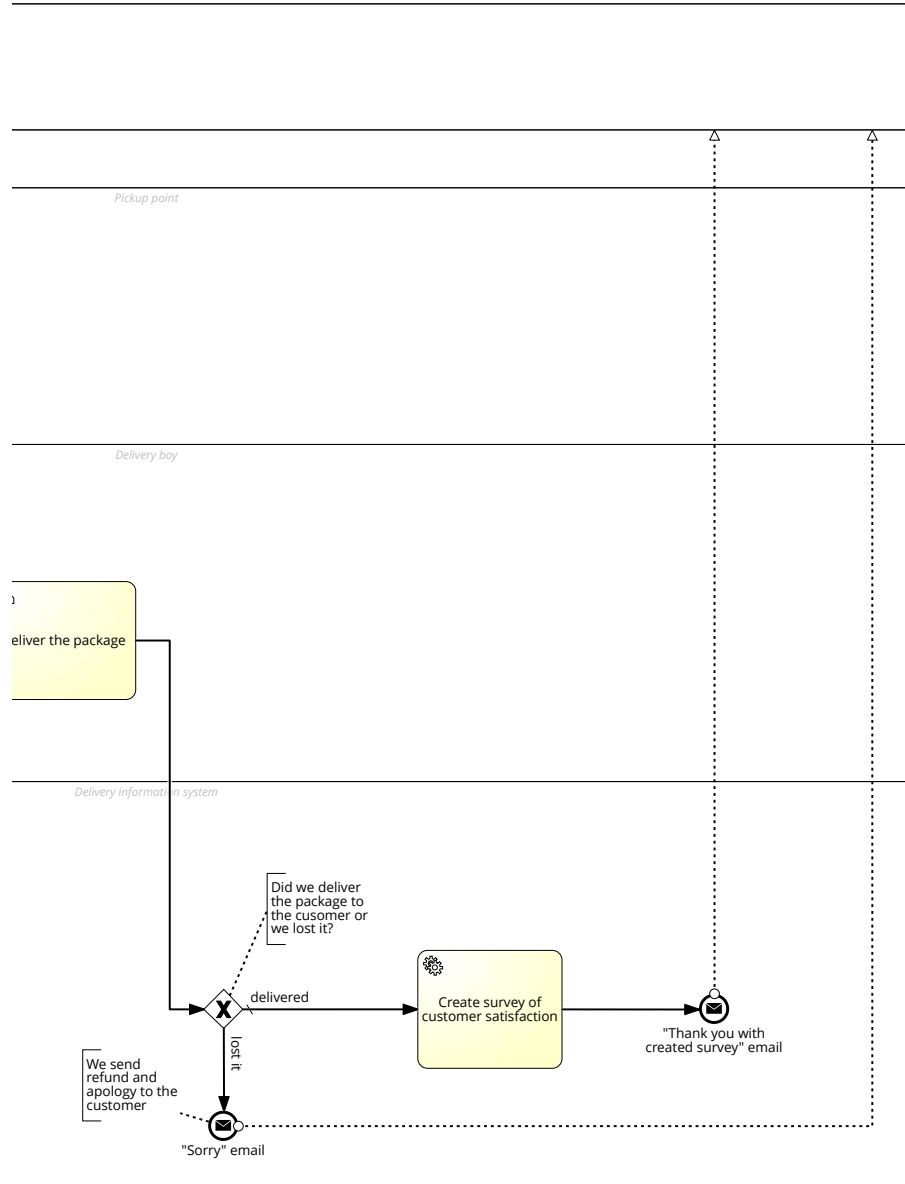 Pickup point
Delivery boy
eliver the package
Delivery information system
Did we deliver
the package to
the cusomer or
we lost it?
delivered
Create survey of
customer satisfaction
"Thank you with
created survey" email
lost it
We send
refund and
apology to the
customer
"Sorry" email